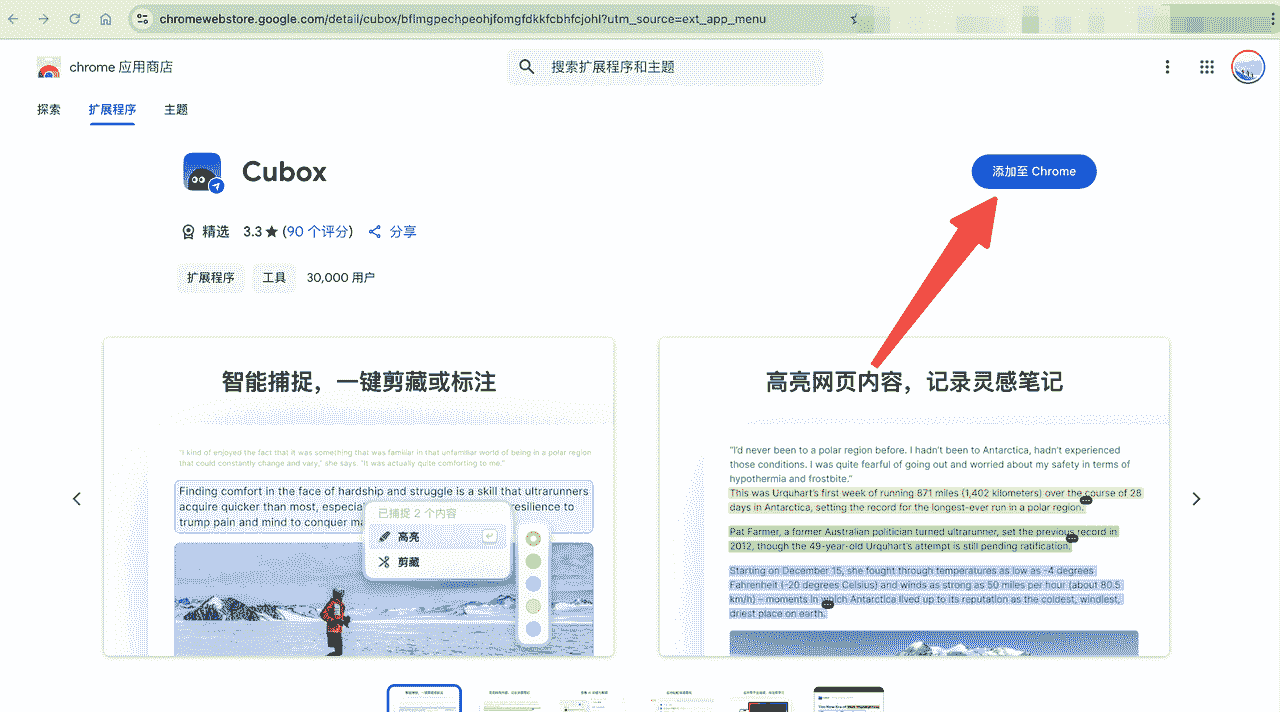 chromewebstore.google.com/detail/cubox/bflmgpechpeohjfomgfdkkfcbhfcjohl?utm_source=ext_app_menu
chrome 应用商店
搜索扩展程序和主题
探索 扩展程序 主题
Cubox
添加至 Chrome
精选 3.3 ★ (90 个评分) 分享
扩展程序 工具 30,000 用户
智能捕捉，一键剪藏或标注
"I kind of enjoyed the fact that it was something that was familiar in that unfamiliar world of being in a polar region
that could constantly change and vary," she says. "It was actually quite comforting to me."
Finding comfort in the face of hardship and struggle is a skill that ultrarunners
acquire quicker than most, especia
resilience to
trump pain and mind to conquer m
已捕捉 2 个内容
高亮
剪藏
高亮网页内容，记录灵感笔记
"I'd never been to a polar region before. I hadn't been to Antarctica, hadn't experienced
those conditions. I was quite fearful of going out and worried about my safety in terms of
hypothermia and frostbite."
This was Urquhart's first week of running 871 miles (1,402 kilometers) over the course of 28
days in Antarctica, setting the record for the longest-ever run in a polar region.
Pat Farmer, a former Australian politician turned ultrarunner, set the previous record in
2012, though the 49-year-old Urquhart's attempt is still pending ratification.
Starting on December 15, she fought through temperatures as low as -4 degrees
Fahrenheit (-20 degrees Celsius) and winds as strong as 50 miles per hour (about 80.5
km/h) – moments in which Antarctica lived up to its reputation as the coldest, windiest,
driest place on earth.